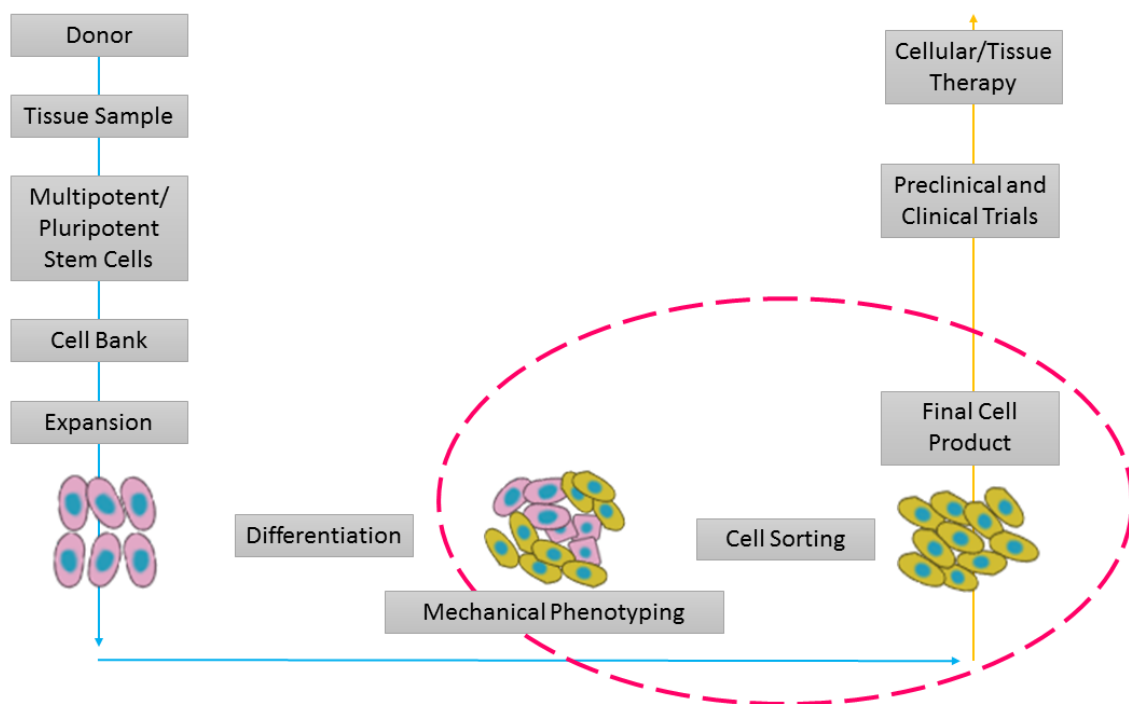 Donor
Tissue Sample
Multipotent/
Pluripotent
Stem Cells
Cell Bank
Expansion
Differentiation
Mechanical Phenotyping
Cell Sorting
Final Cell
Product
Preclinical and
Clinical Trials
Cellular/Tissue
Therapy